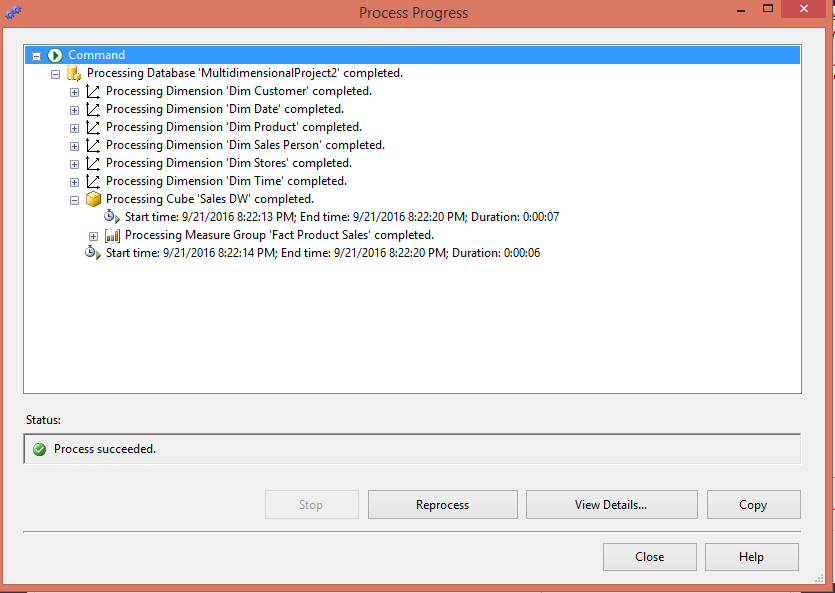 Process Progress
Command
Processing Database 'MultidimensionalProject2' completed.
Processing Dimension 'Dim Customer' completed.
Processing Dimension 'Dim Date' completed.
Processing Dimension 'Dim Product' completed.
Processing Dimension 'Dim Sales Person' completed.
Processing Dimension 'Dim Stores' completed.
Processing Dimension 'Dim Time' completed.
Processing Cube 'Sales DW' completed.
Start time: 9/21/2016 8:22:13 PM; End time: 9/21/2016 8:22:20 PM; Duration: 0:00:07
Processing Measure Group 'Fact Product Sales' completed.
Start time: 9/21/2016 8:22:14 PM; End time: 9/21/2016 8:22:20 PM; Duration: 0:00:06
Status:
Process succeeded.
Stop Reprocess View Details... Copy
Close Help